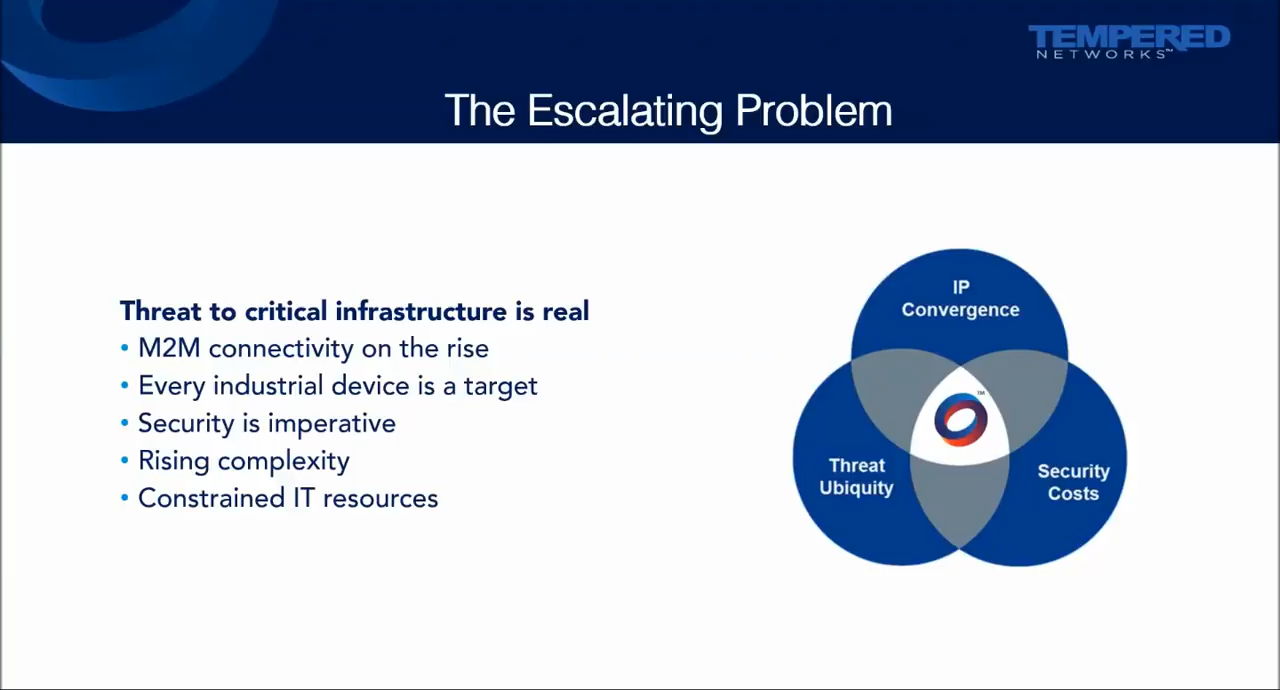 TEMPERED
NETWORKS™
The Escalating Problem
Threat to critical infrastructure is real
• M2M connectivity on the rise
• Every industrial device is a target
• Security is imperative
• Rising complexity
• Constrained IT resources
IP
Convergence
TM
Threat
Ubiquity
Security
Costs